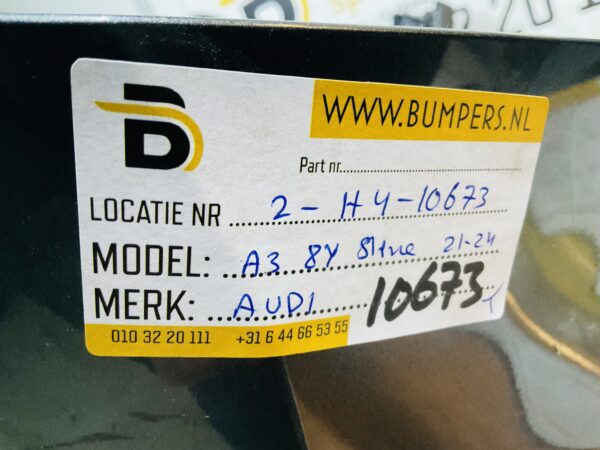 WWW.BUMPERS.NL
Part nr.
LOCATIE NR 2-H4-10673
MODEL: A3 8Y Sline 21-24
MERK: AUDI 10673
010 32 20 111 +31 6 44 66 53 55